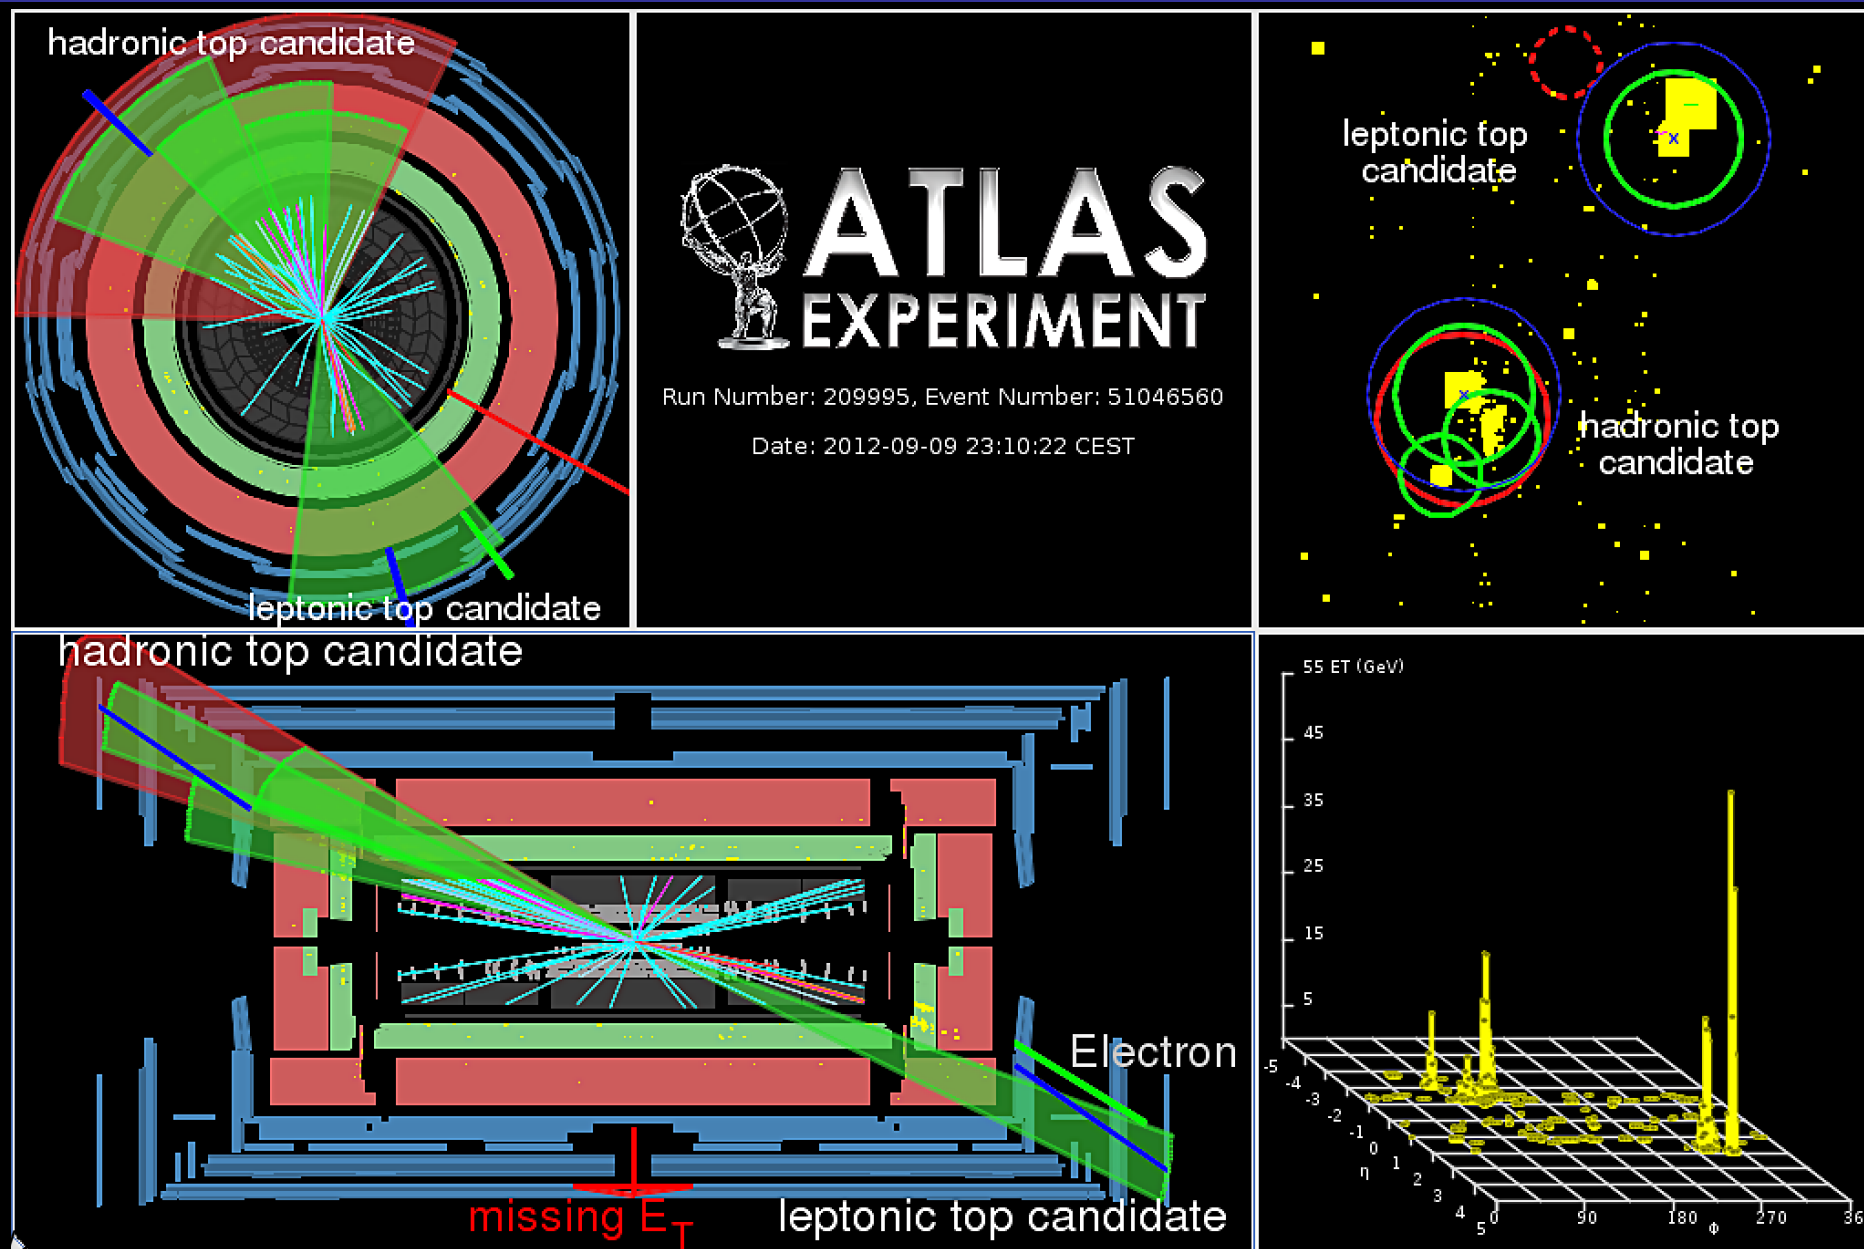 hadronic top candidate
leptonic top candidate
ATLAS
EXPERIMENT
Run Number: 209995, Event Number: 51046560
Date: 2012-09-09 23:10:22 CEST
leptonic top
candidate
hadronic top
candidate
hadronic top candidate
Electron
missing E_T
leptonic top candidate
55 ET (GeV)
45
35
25
15
5
-5
-4
-3
-2
-1
0
η
1
2
3
4
5
0
90
180
Φ
270
36